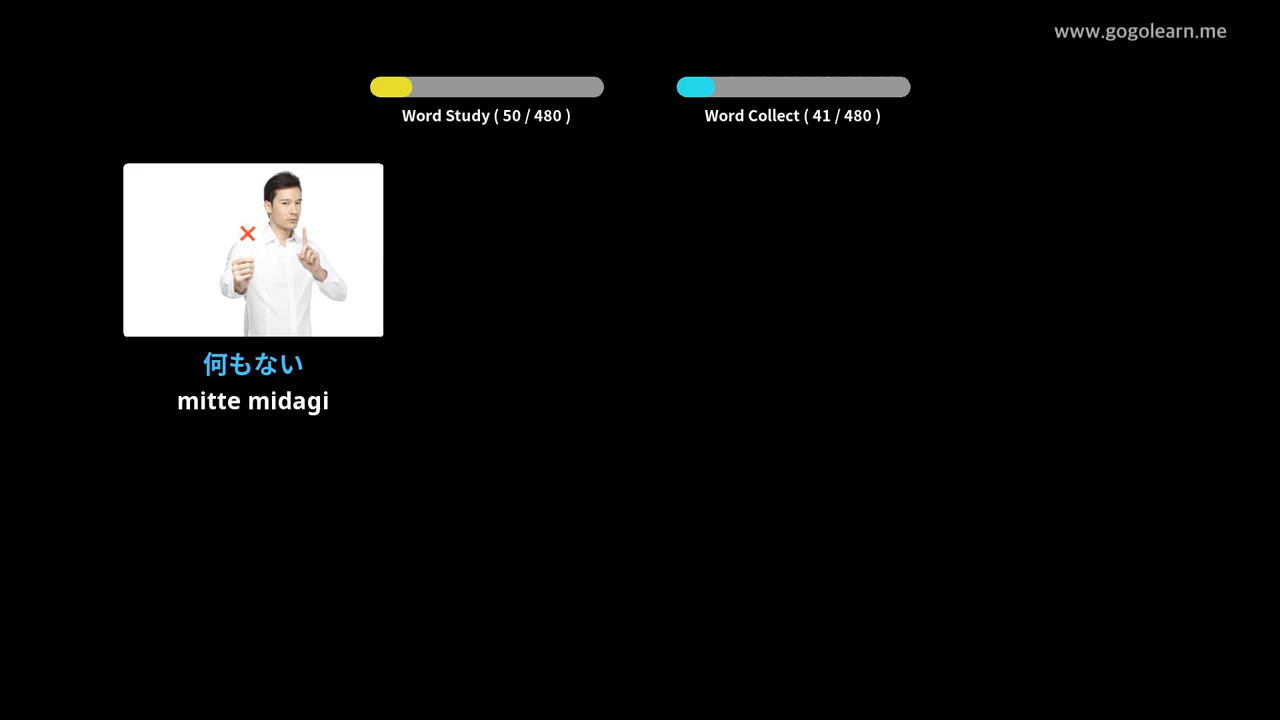 www.gogolearn.me
Word Study ( 50 / 480 )
Word Collect ( 41 / 480 )
何もない
mitte midagi